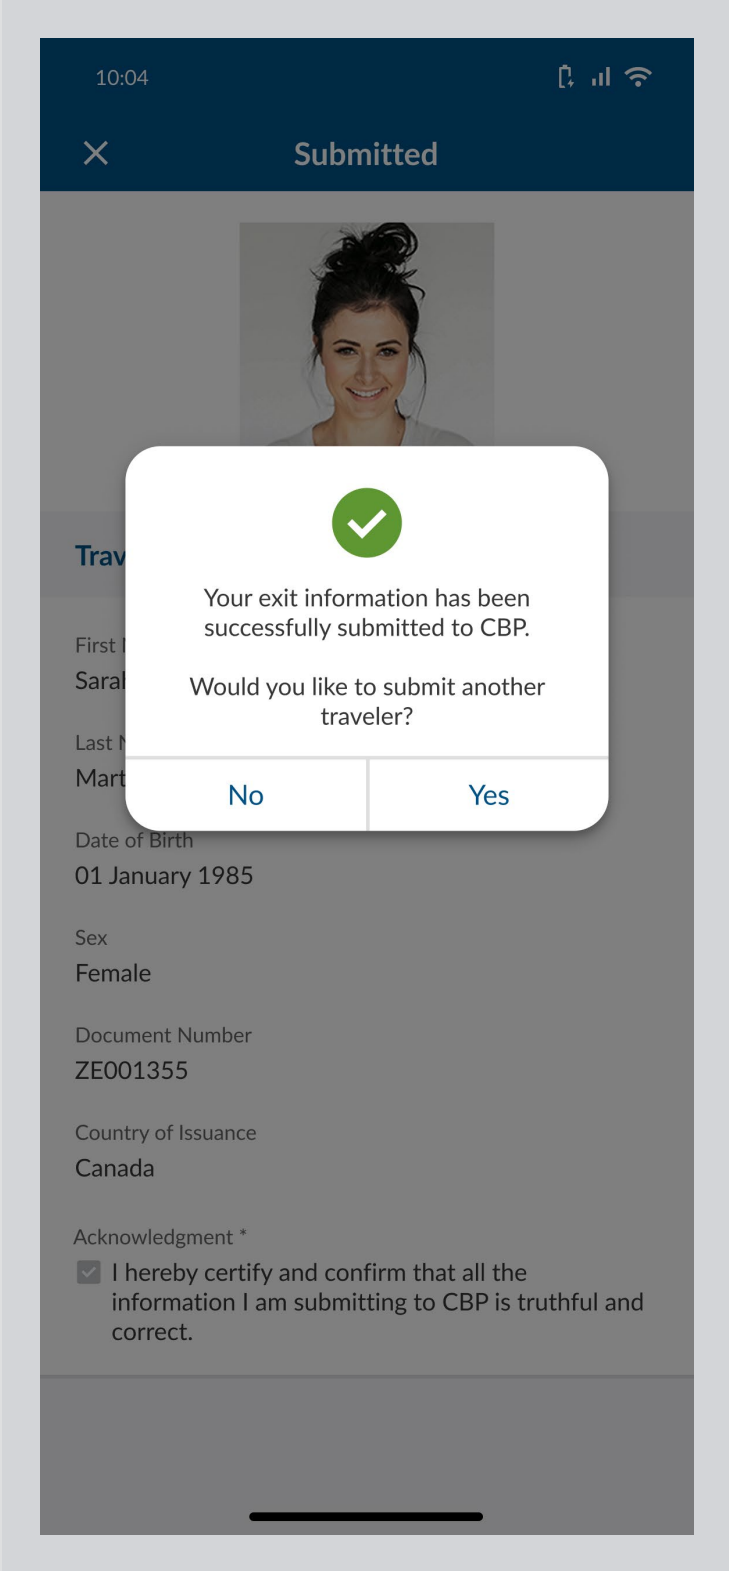 10:04
Submitted
Your exit information has been
successfully submitted to CBP.
Would you like to submit another
traveler?
No Yes
Trav
First
Sarah
Last
Mart
Date of Birth
01 January 1985
Sex
Female
Document Number
ZE001355
Country of Issuance
Canada
Acknowledgment *
I hereby certify and confirm that all the
information I am submitting to CBP is truthful and
correct.